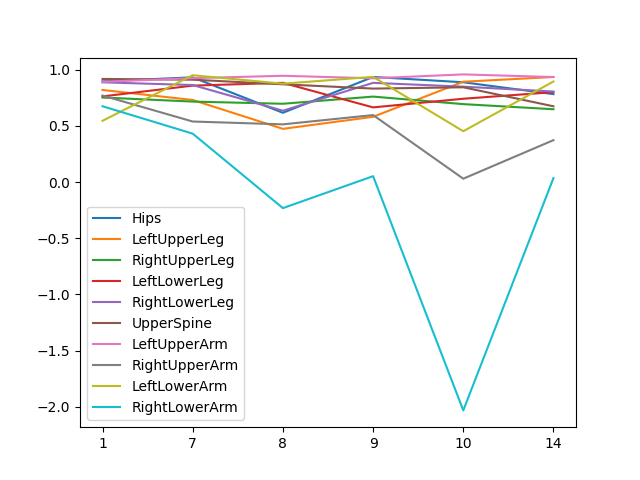 1.0
0.5
0.0
−0.5
−1.0
−1.5
−2.0
Hips
LeftUpperLeg
RightUpperLeg
LeftLowerLeg
RightLowerLeg
UpperSpine
LeftUpperArm
RightUpperArm
LeftLowerArm
RightLowerArm
1 7 8 9 10 14